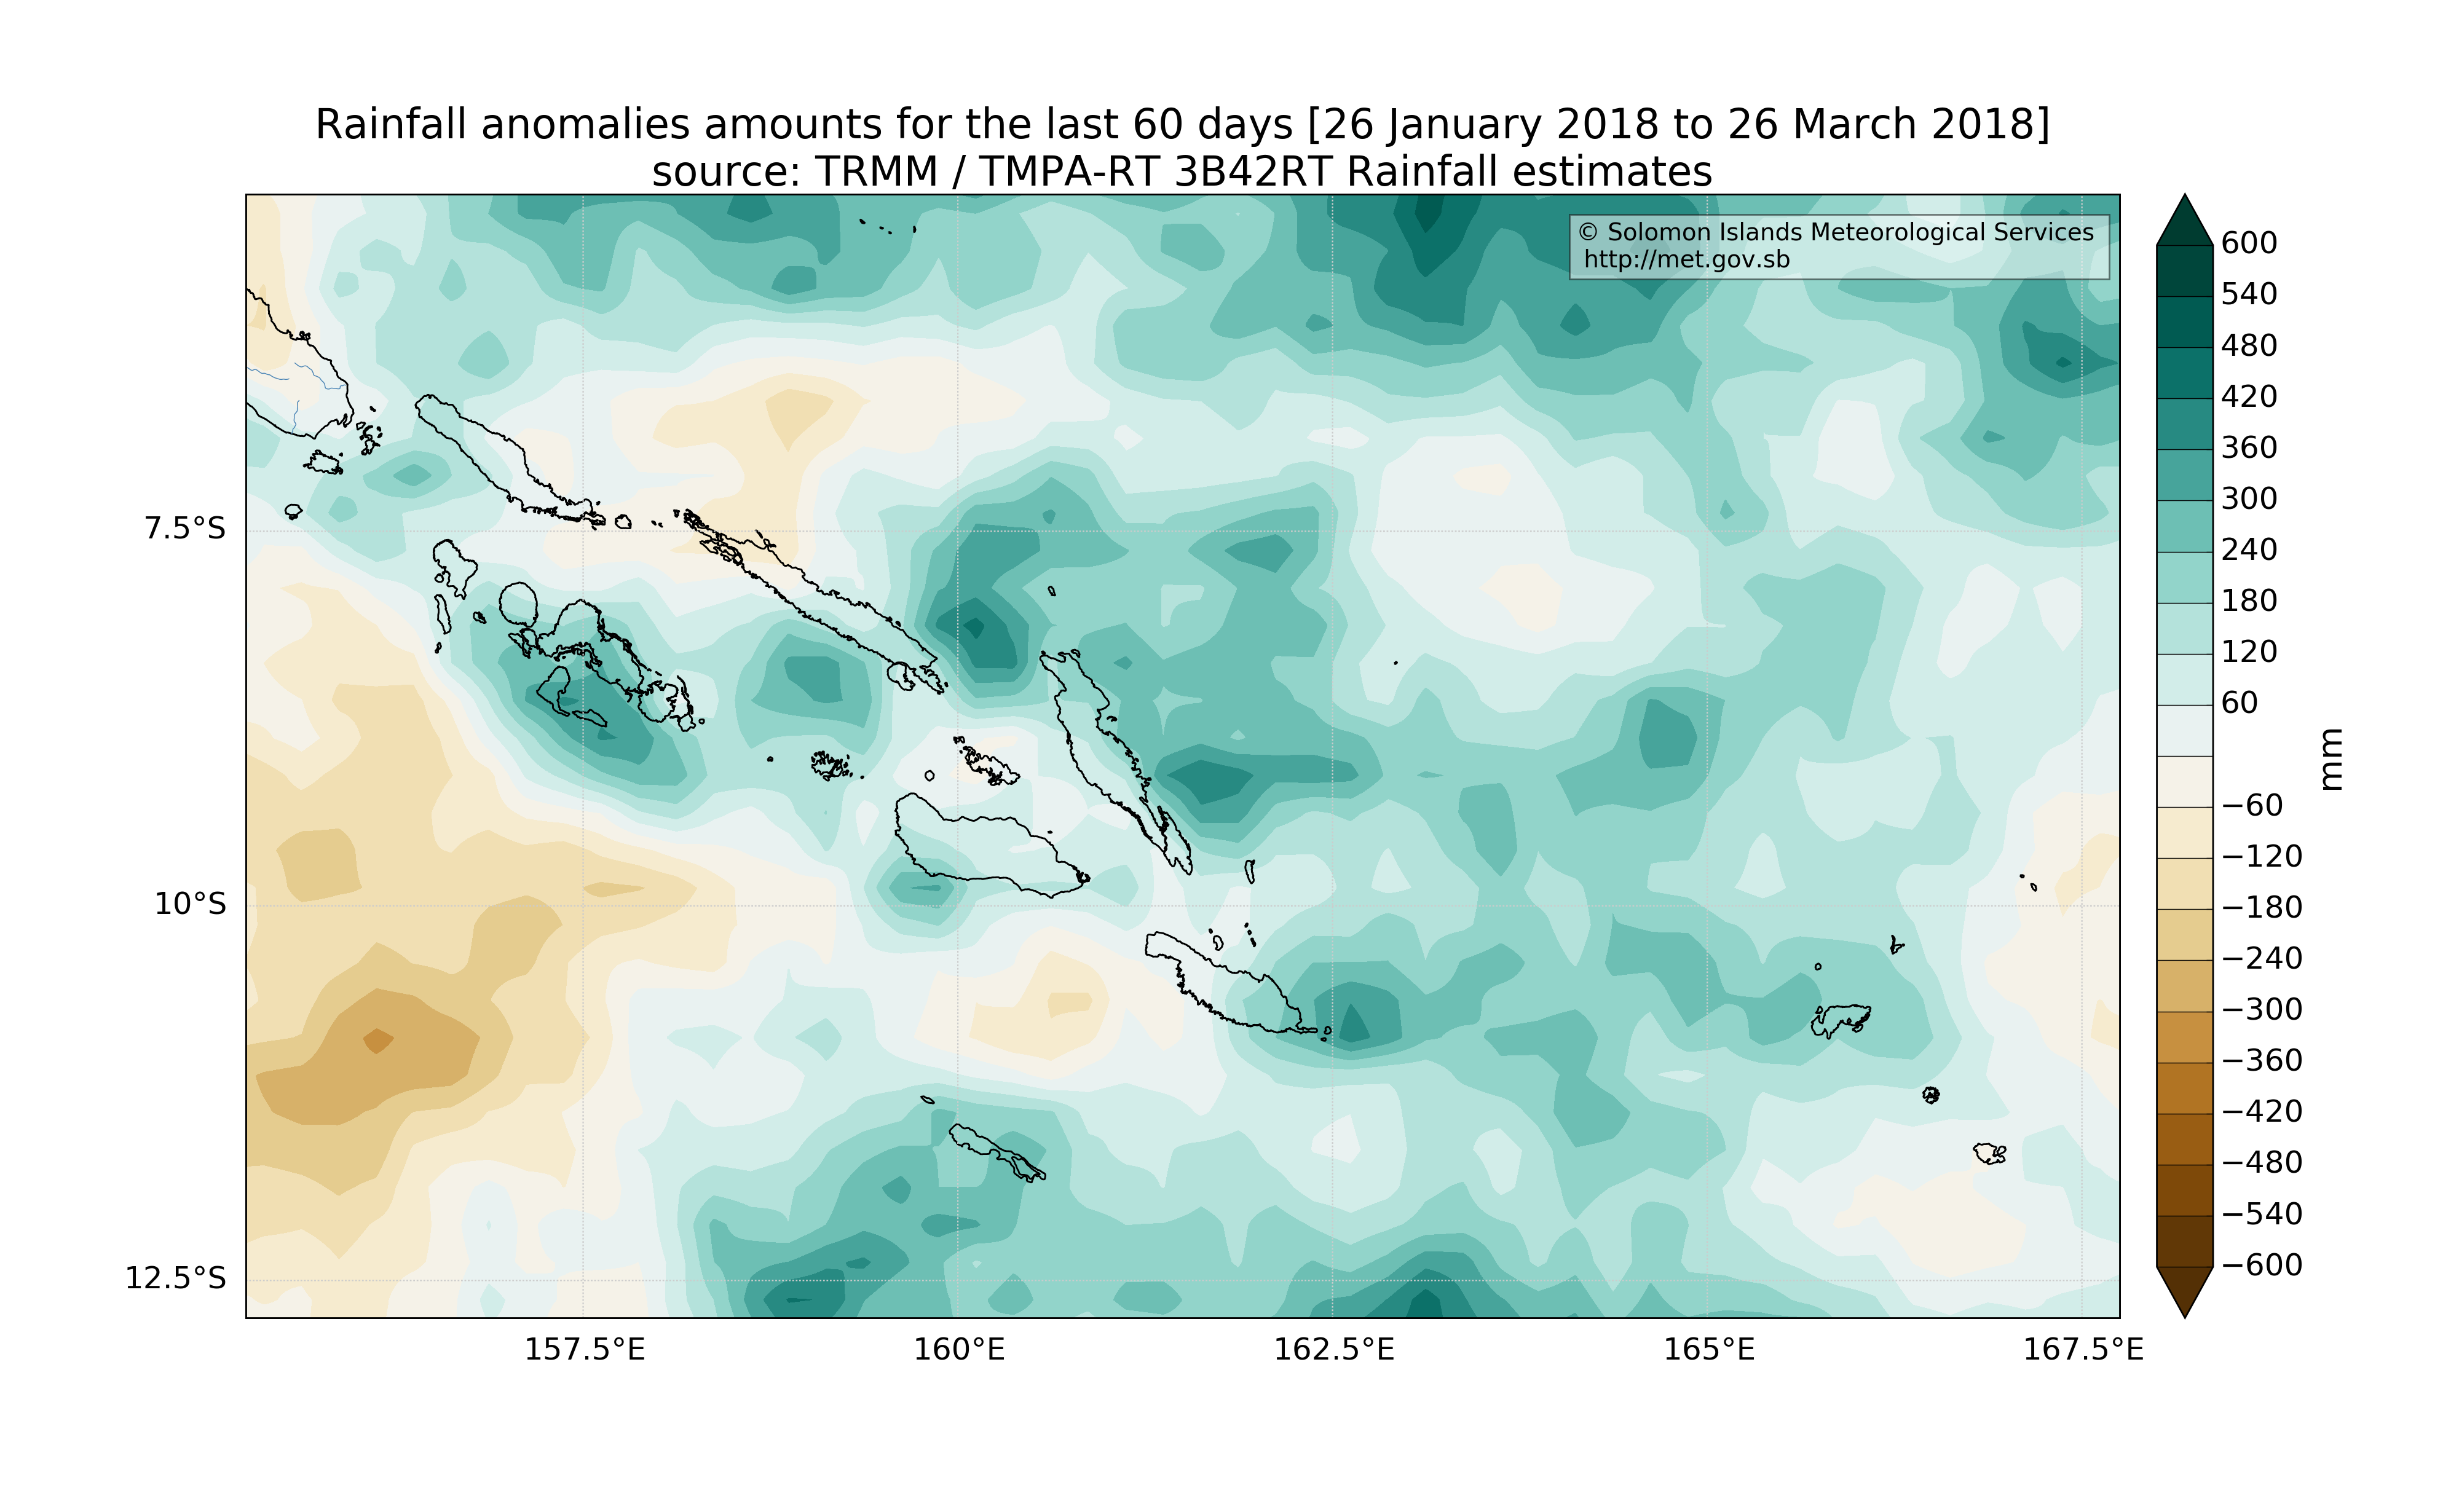 Rainfall anomalies amounts for the last 60 days [26 January 2018 to 26 March 2018]
source: TRMM / TMPA-RT 3B42RT Rainfall estimates
© Solomon Islands Meteorological Services
http://met.gov.sb
7.5°S
10°S
12.5°S
157.5°E
160°E
162.5°E
165°E
167.5°E
600
540
480
420
360
300
240
180
120
60
−60
−120
−180
−240
−300
−360
−420
−480
−540
−600
mm